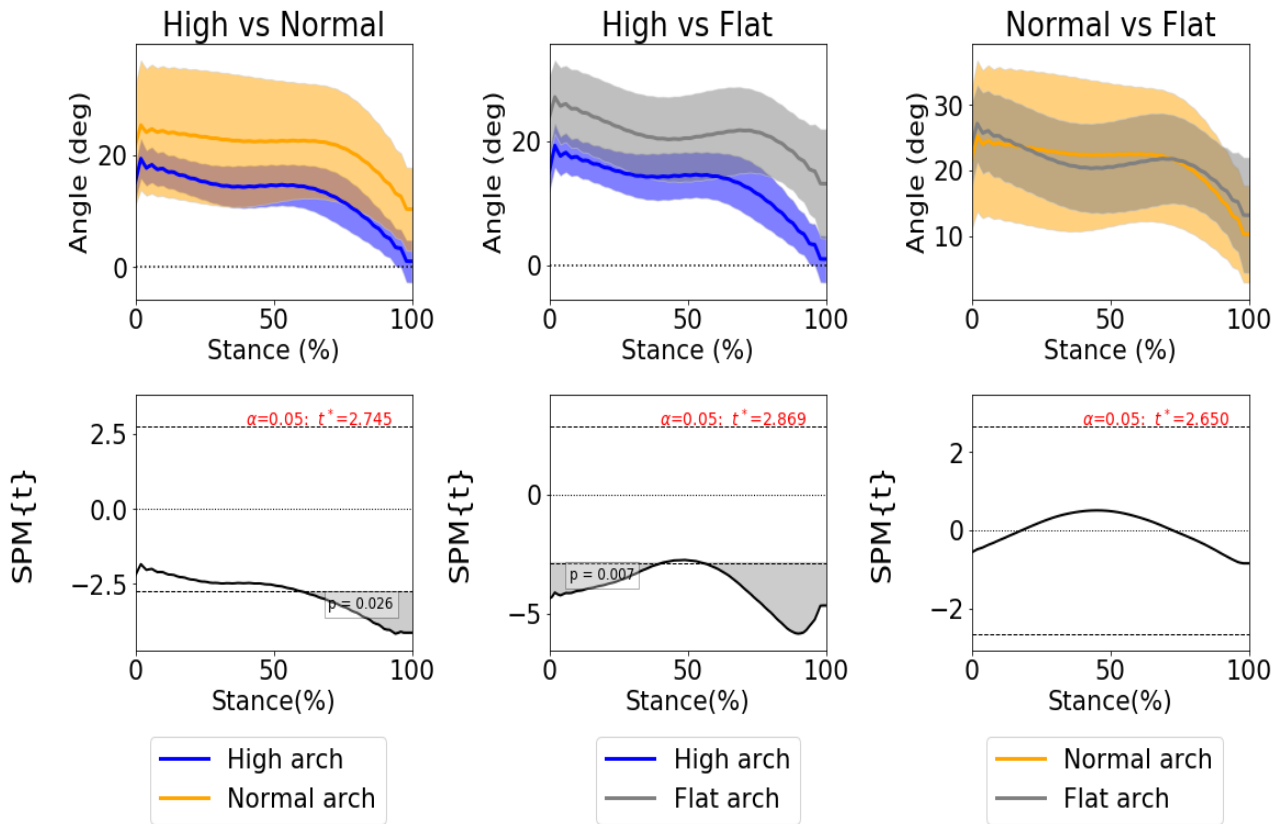 High vs Normal
High vs Flat
Normal vs Flat
Angle (deg)
20
0
0
50
100
Stance (%)
Angle (deg)
20
0
0
50
100
Stance (%)
Angle (deg)
30
20
10
0
50
100
Stance (%)
SPM{t}
2.5
0.0
−2.5
α=0.05: t*=2.745
p = 0.026
0
50
100
Stance(%)
SPM{t}
0
−5
α=0.05: t*=2.869
p = 0.007
0
50
100
Stance(%)
SPM{t}
2
0
−2
α=0.05: t*=2.650
0
50
100
Stance(%)
High arch
Normal arch
High arch
Flat arch
Normal arch
Flat arch